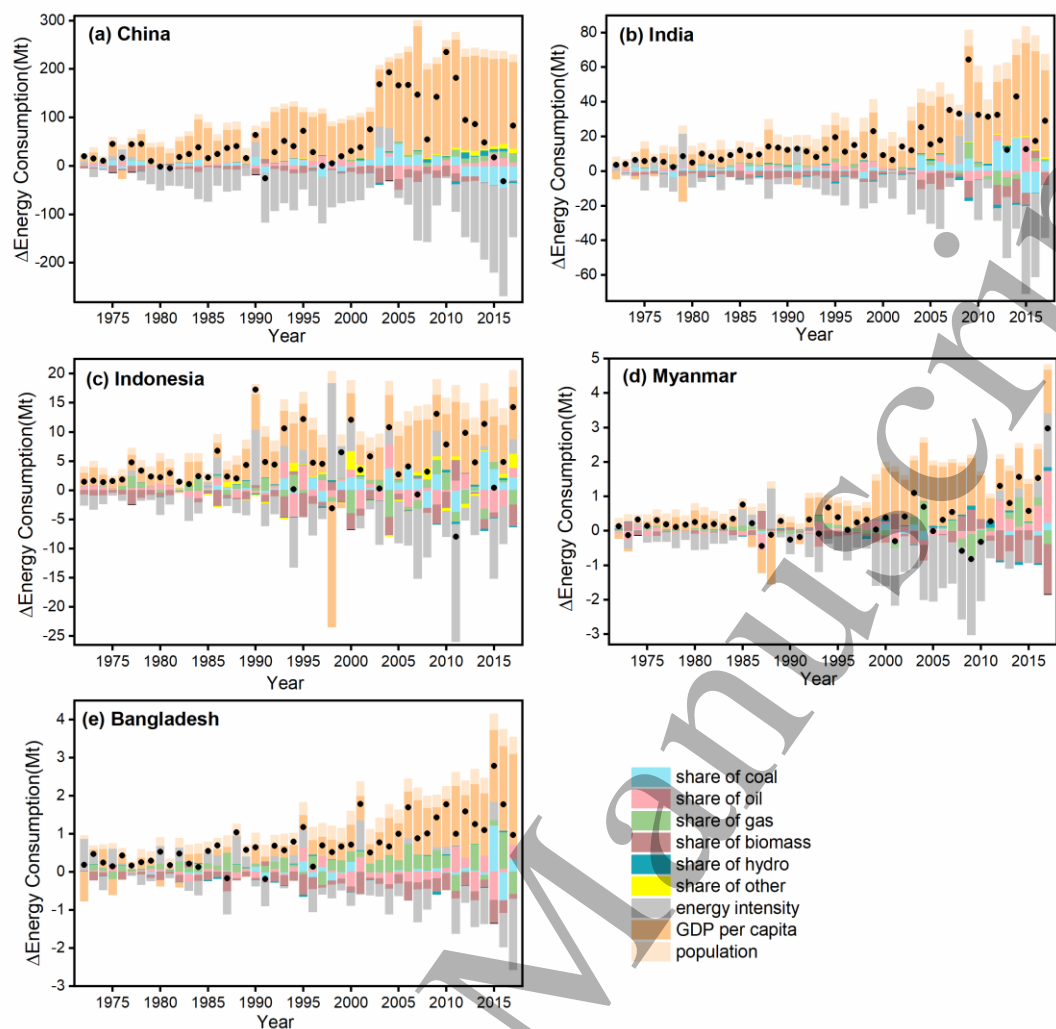 (a) China
ΔEnergy Consumption(Mt)
300
200
100
0
-100
-200
1975 1980 1985 1990 1995 2000 2005 2010 2015
Year
(b) India
ΔEnergy Consumption(Mt)
80
60
40
20
0
-20
-40
-60
1975 1980 1985 1990 1995 2000 2005 2010 2015
Year
(c) Indonesia
ΔEnergy Consumption(Mt)
20
15
10
5
0
-5
-10
-15
-20
-25
1975 1980 1985 1990 1995 2000 2005 2010 2015
Year
(d) Myanmar
ΔEnergy Consumption(Mt)
5
4
3
2
1
0
-1
-2
-3
1975 1980 1985 1990 1995 2000 2005 2010 2015
Year
(e) Bangladesh
ΔEnergy Consumption(Mt)
4
3
2
1
0
-1
-2
-3
1975 1980 1985 1990 1995 2000 2005 2010 2015
Year
share of coal
share of oil
share of gas
share of biomass
share of hydro
share of other
energy intensity
GDP per capita
population
Manuscri